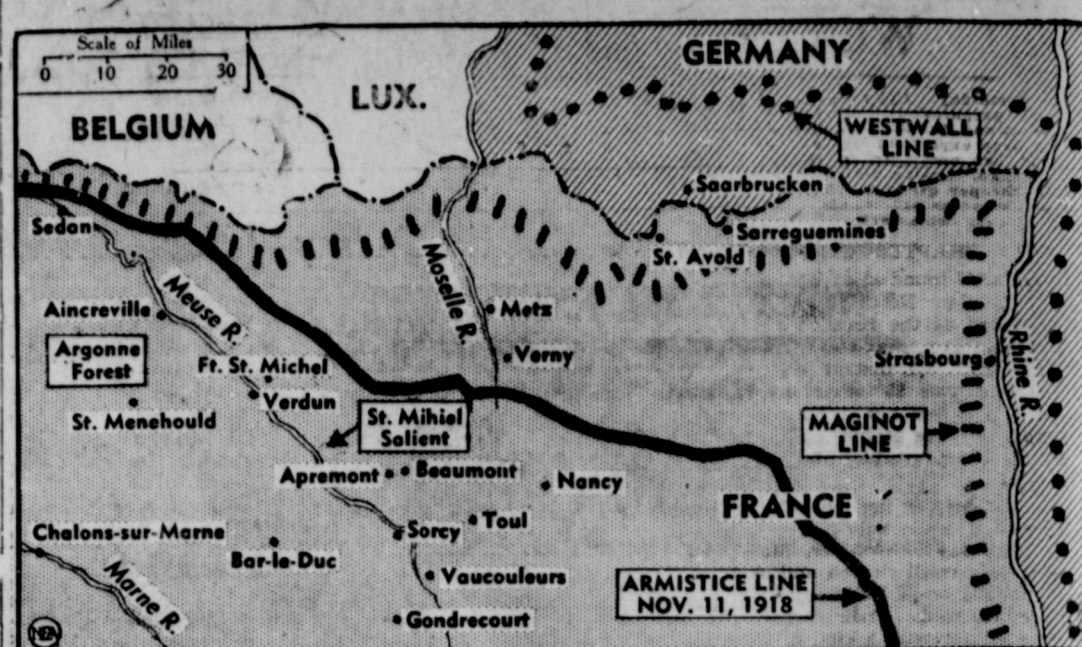 Scale of Miles
0 10 20 30
GERMANY
LUX.
BELGIUM
WESTWALL
LINE
Saarbrucken
Sedan
Sarreguemines
St. Avold
Moselle R.
Meuse R.
Aincreville
Metz
Argonne
Forest
Ft. St. Michel
Verny
Strasbourg
Rhine R.
Verdun
St. Menehould
St. Mihiel
Salient
MAGINOT
LINE
Apremont
Beaumont
Nancy
FRANCE
Chalons-sur-Marne
Sorcy
Toul
Bar-le-Duc
Marne R.
Vaucouleurs
ARMISTICE LINE
NOV. 11, 1918
Gondrecourt
NEA